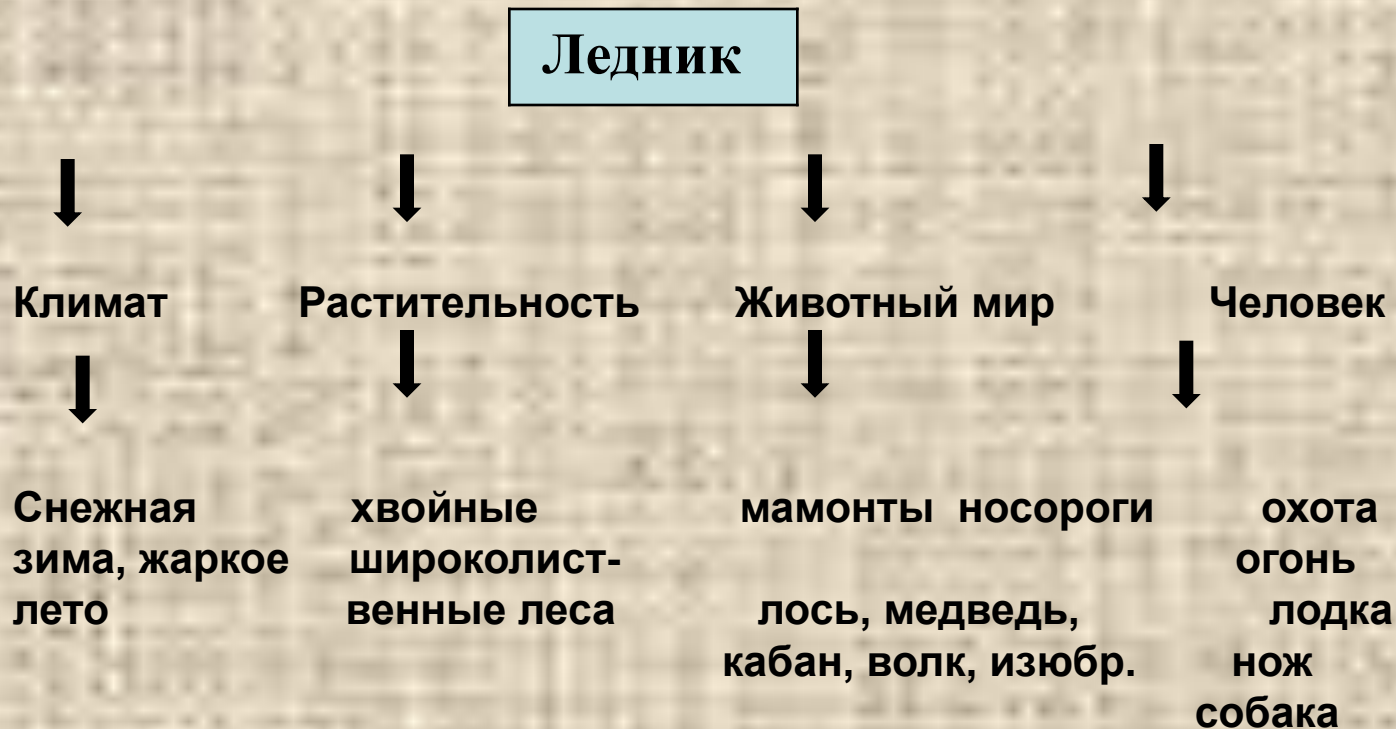 Ледник
Климат Растительность Животный мир Человек
Снежная хвойные мамонты носороги охота
зима, жаркое широколист- огонь
лето венные леса лось, медведь, лодка
кабан, волк, изюбр. нож
собака